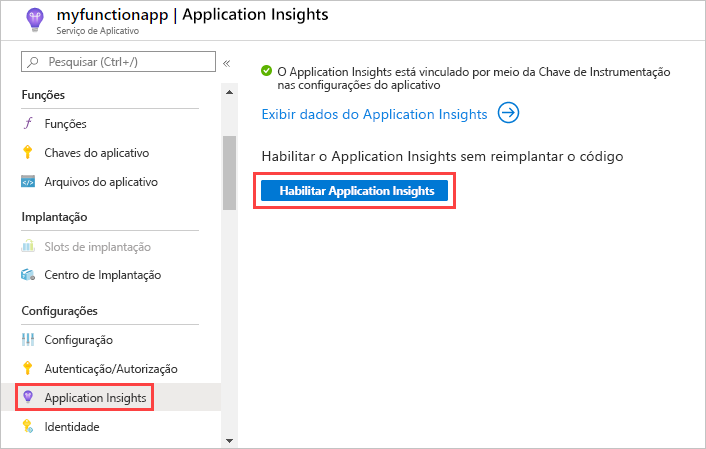 myfunctionapp | Application Insights
Serviço de Aplicativo
Pesquisar (Ctrl+/)
«
Funções
Funções
Chaves do aplicativo
Arquivos do aplicativo
Implantação
Slots de implantação
Centro de Implantação
Configurações
Configuração
Autenticação/Autorização
Application Insights
Identidade
O Application Insights está vinculado por meio da Chave de Instrumentação
nas configurações do aplicativo
Exibir dados do Application Insights
Habilitar o Application Insights sem reimplantar o código
Habilitar Application Insights